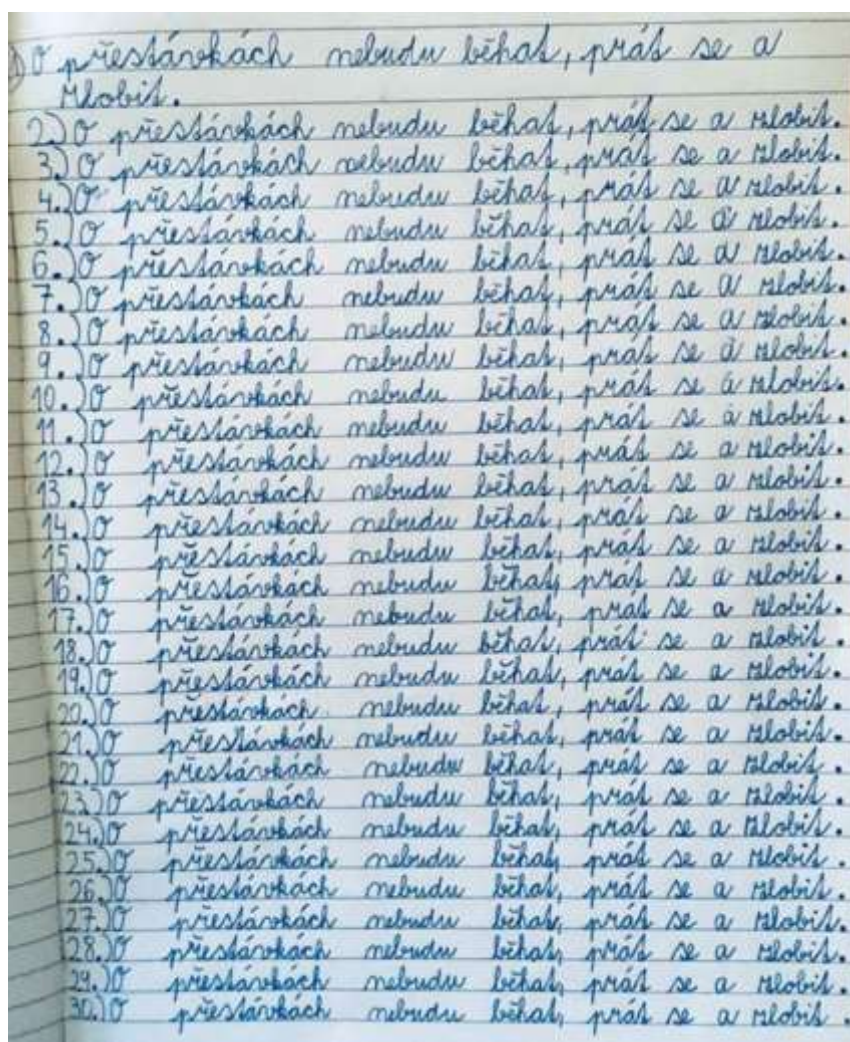 1) O přestávkách nebudu běhat, prát se a
zlobit.
2.) O přestávkách nebudu běhat, prát se a zlobit.
3.) O přestávkách nebudu běhat, prát se a zlobit.
4.) O přestávkách nebudu běhat, prát se a zlobit.
5.) O přestávkách nebudu běhat, prát se a zlobit.
6.) O přestávkách nebudu běhat, prát se a zlobit.
7.) O přestávkách nebudu běhat, prát se a zlobit.
8.) O přestávkách nebudu běhat, prát se a zlobit.
9.) O přestávkách nebudu běhat, prát se a zlobit.
10.) O přestávkách nebudu běhat, prát se a zlobit.
11.) O přestávkách nebudu běhat, prát se a zlobit.
12.) O přestávkách nebudu běhat, prát se a zlobit.
13.) O přestávkách nebudu běhat, prát se a zlobit.
14.) O přestávkách nebudu běhat, prát se a zlobit.
15.) O přestávkách nebudu běhat, prát se a zlobit.
16.) O přestávkách nebudu běhat, prát se a zlobit.
17.) O přestávkách nebudu běhat, prát se a zlobit.
18.) O přestávkách nebudu běhat, prát se a zlobit.
19.) O přestávkách nebudu běhat, prát se a zlobit.
20.) O přestávkách nebudu běhat, prát se a zlobit.
21.) O přestávkách nebudu běhat, prát se a zlobit.
22.) O přestávkách nebudu běhat, prát se a zlobit.
23.) O přestávkách nebudu běhat, prát se a zlobit.
24.) O přestávkách nebudu běhat, prát se a zlobit.
25.) O přestávkách nebudu běhat, prát se a zlobit.
26.) O přestávkách nebudu běhat, prát se a zlobit.
27.) O přestávkách nebudu běhat, prát se a zlobit.
28.) O přestávkách nebudu běhat, prát se a zlobit.
29.) O přestávkách nebudu běhat, prát se a zlobit.
30.) O přestávkách nebudu běhat, prát se a zlobit.